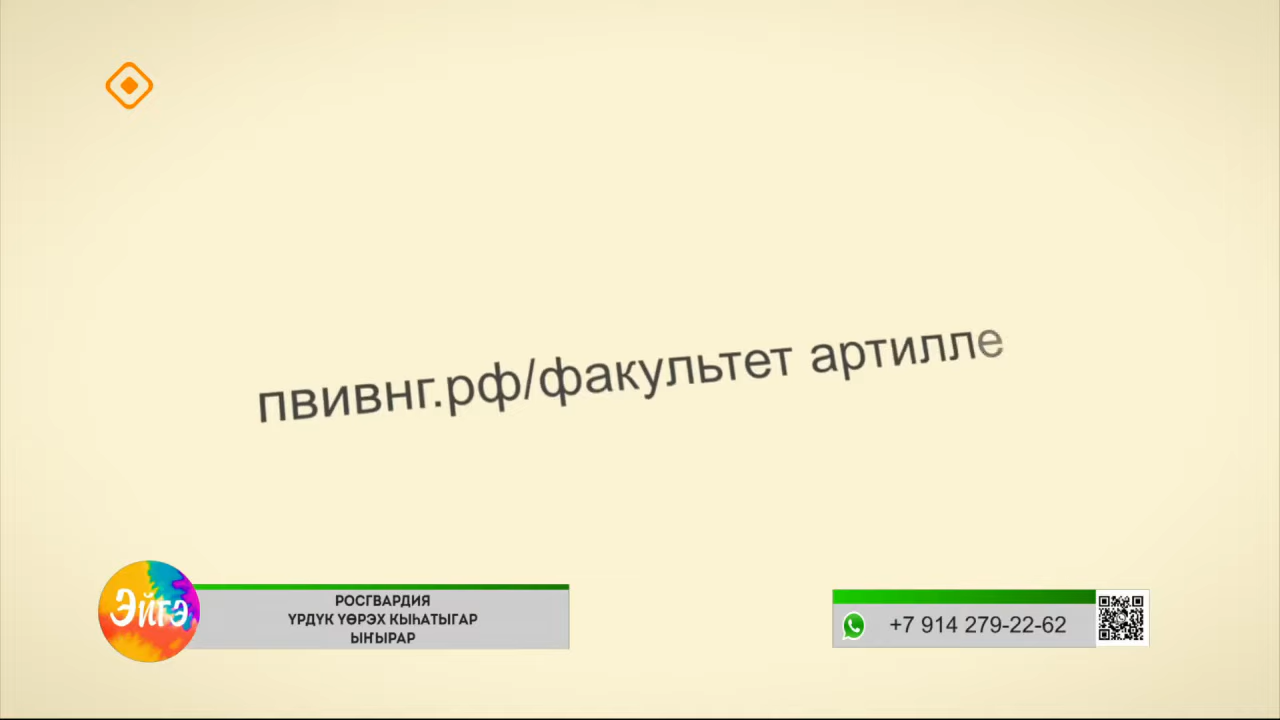 пвивнг.рф/факультет артилле
Эйгэ
РОСГВАРДИЯ
ҮРДҮК ҮӨРЭХ КЫҺАТЫГАР
ЫҤЫРАР
+7 914 279-22-62